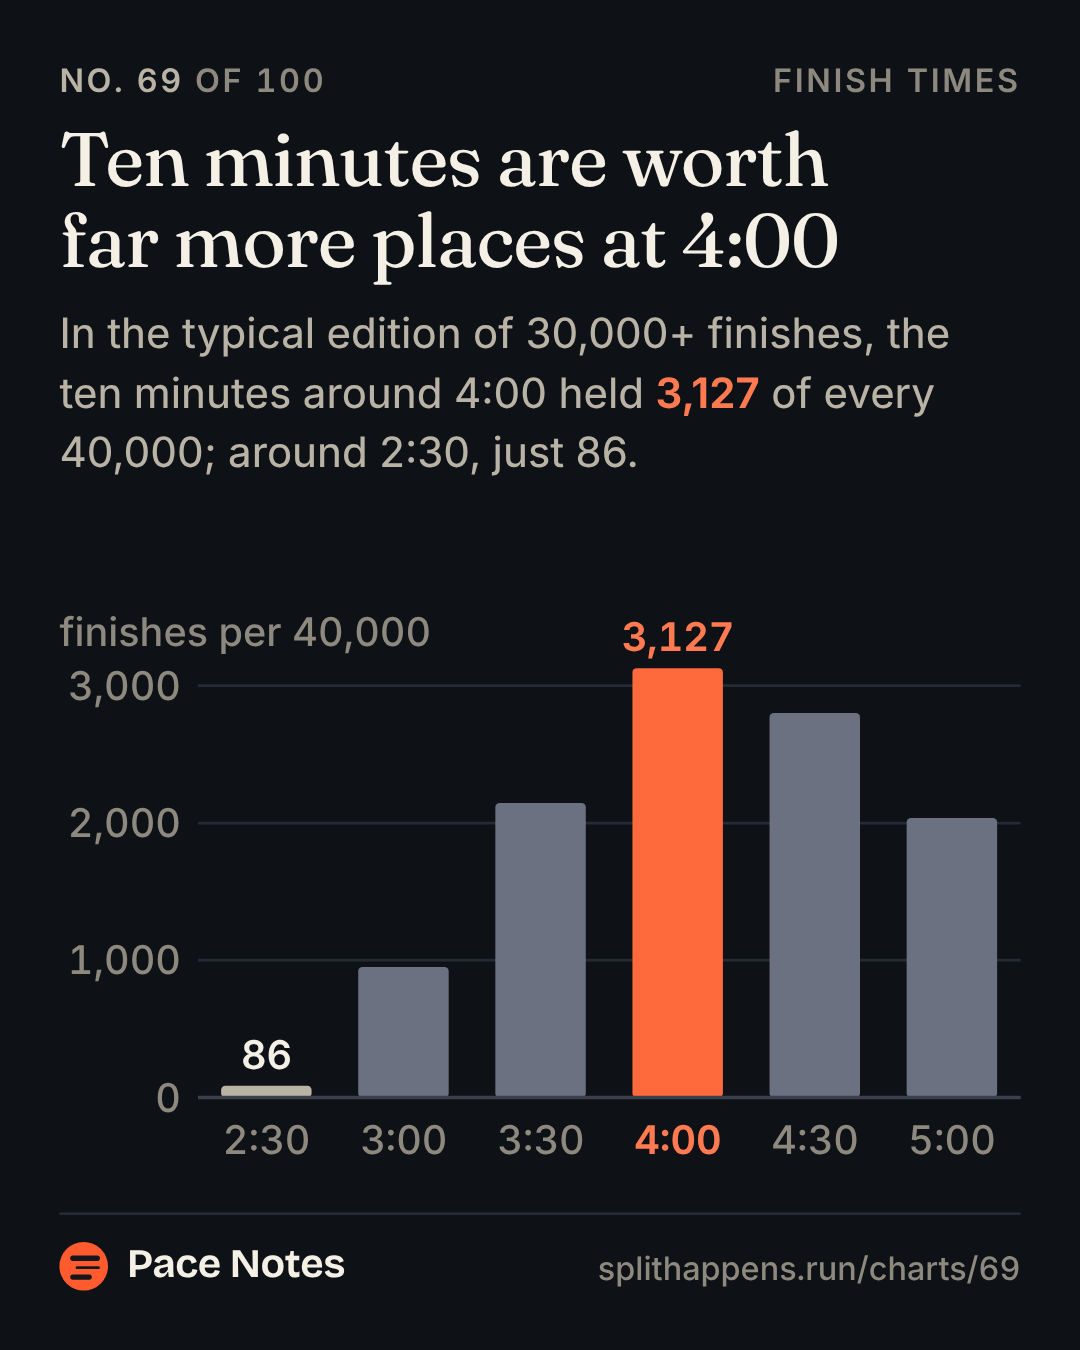 NO. 69 OF 100
FINISH TIMES
Ten minutes are worth
far more places at 4:00
In the typical edition of 30,000+ finishes, the
ten minutes around 4:00 held 3,127 of every
40,000; around 2:30, just 86.
finishes per 40,000
3,127
3,000
2,000
1,000
86
0
2:30 3:00 3:30 4:00 4:30 5:00
Pace Notes
splithappens.run/charts/69